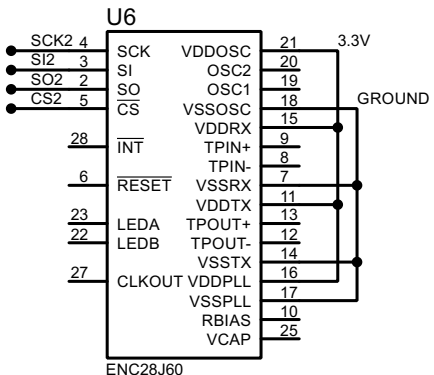 U6
SCK2 4 SCK VDDOSC 21 3.3V
SI2 3 SI OSC2 20
SO2 2 SO OSC1 19
CS2 5 CS VSSOSC 18 GROUND
VDDRX 15
28 INT TPIN+ 9
TPIN- 8
6 RESET VSSRX 7
VDDTX 11
23 LEDA TPOUT+ 13
22 LEDB TPOUT- 12
VSSTX 14
27 CLKOUT VDDPLL 16
VSSPLL 17
RBIAS 10
VCAP 25
ENC28J60